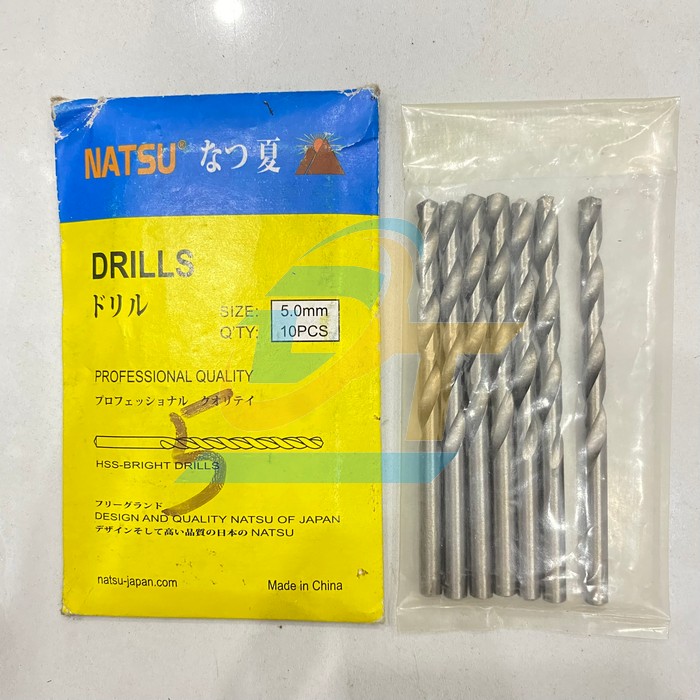 NATSU® なつ夏
DRILLS
ドリル
SIZE: 5.0mm
Q'TY: 10PCS
PROFESSIONAL QUALITY
プロフェッショナル クオリテイ
5
HSS-BRIGHT DRILLS
フリーグランド
DESIGN AND QUALITY NATSU OF JAPAN
デザインそして高い品質の日本の NATSU
natsu-japan.com Made in China